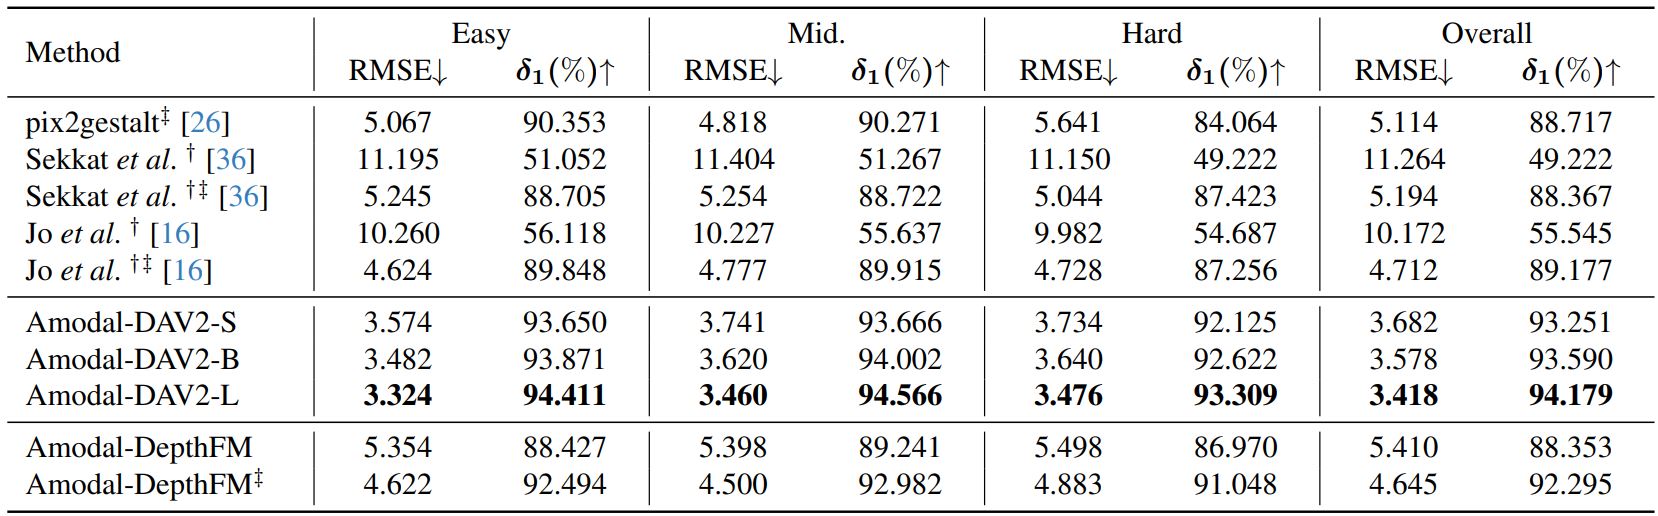 Method Easy Mid. Hard Overall
RMSE↓ δ₁(%)↑ RMSE↓ δ₁(%)↑ RMSE↓ δ₁(%)↑ RMSE↓ δ₁(%)↑
pix2gestalt‡ [26] 5.067 90.353 4.818 90.271 5.641 84.064 5.114 88.717
Sekkat et al. † [36] 11.195 51.052 11.404 51.267 11.150 49.222 11.264 49.222
Sekkat et al. †‡ [36] 5.245 88.705 5.254 88.722 5.044 87.423 5.194 88.367
Jo et al. † [16] 10.260 56.118 10.227 55.637 9.982 54.687 10.172 55.545
Jo et al. †‡ [16] 4.624 89.848 4.777 89.915 4.728 87.256 4.712 89.177
Amodal-DAV2-S 3.574 93.650 3.741 93.666 3.734 92.125 3.682 93.251
Amodal-DAV2-B 3.482 93.871 3.620 94.002 3.640 92.622 3.578 93.590
Amodal-DAV2-L 3.324 94.411 3.460 94.566 3.476 93.309 3.418 94.179
Amodal-DepthFM 5.354 88.427 5.398 89.241 5.498 86.970 5.410 88.353
Amodal-DepthFM‡ 4.622 92.494 4.500 92.982 4.883 91.048 4.645 92.295